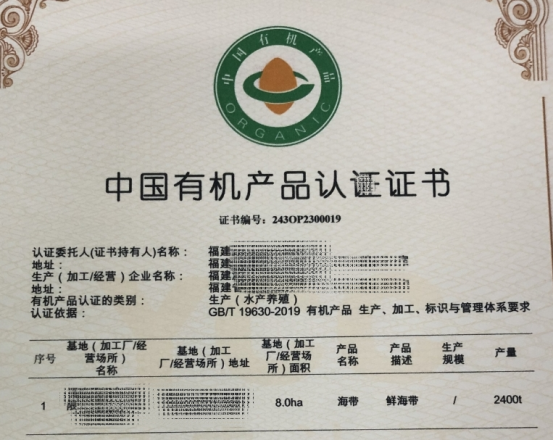 中国有机产品
ORGANIC
中国有机产品认证证书
证书编号：243OP2300019
认证委托人(证书持有人)名称： 福建
地址： 福建
生产（加工/经营）企业名称： 福建
地址： 福建
有机产品认证的类别： 生产（水产养殖）
认证依据： GB/T 19630-2019 有机产品 生产、加工、标识与管理体系要求
序号 基地（加工厂/经营场所）名称 基地（加工厂/经营场所）地址 基地（加工厂/经营场所）面积 产品名称 产品描述 生产规模 产量
1 8.0ha 海带 鲜海带 / 2400t